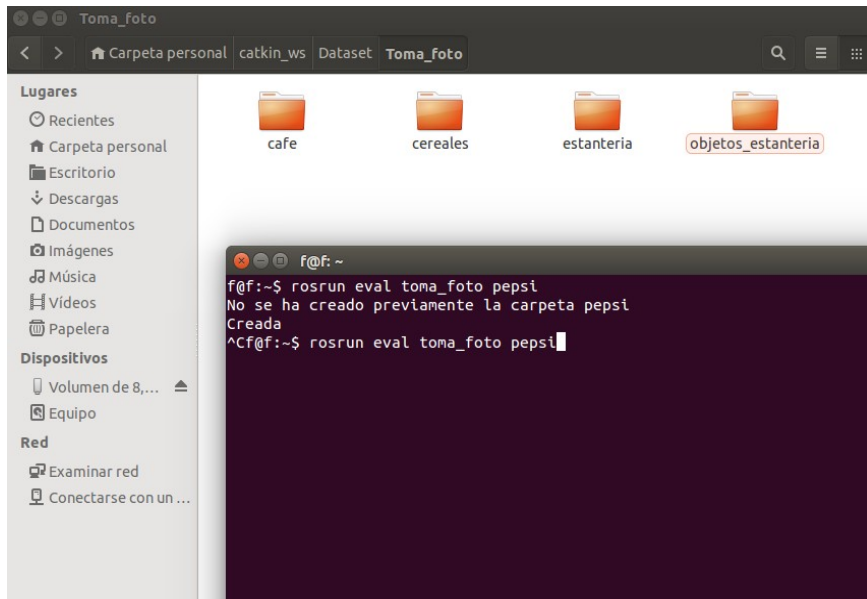 Toma_foto
Carpeta personal catkin_ws Dataset Toma_foto
Lugares
Recientes
Carpeta personal
Escritorio
Descargas
Documentos
Imágenes
Música
Vídeos
Papelera
Dispositivos
Volumen de 8,...
Equipo
Red
Examinar red
Conectarse con un ...
cafe cereales estanteria objetos_estanteria
f@f: ~
f@f:~$ rosrun eval toma_foto pepsi
No se ha creado previamente la carpeta pepsi
Creada
^Cf@f:~$ rosrun eval toma_foto pepsi